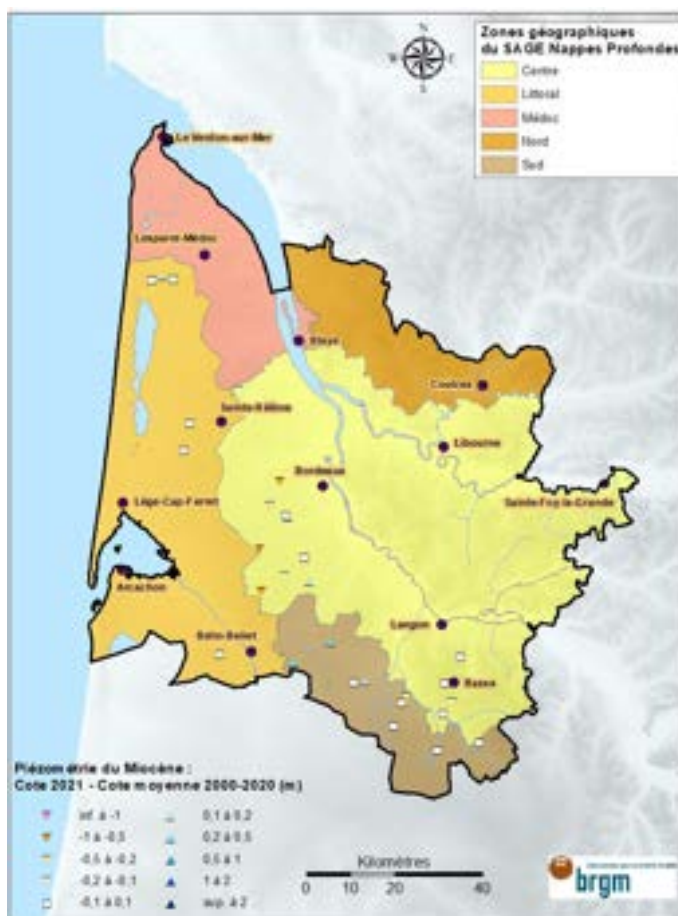 N
W E
S
Zones géographiques
du SAGE Nappes Profondes
Centre
Littoral
Médoc
Nord
Sud
Le Verdon-sur-Mer
Lesparre-Médoc
Blaye
Coutras
Sainte-Hélène
Libourne
Bordeaux
Sainte-Foy-la-Grande
Lège-Cap-Ferret
Arcachon
Langon
Belin-Beliet
Bazas
Piézométrie du Miocène :
Cote 2021 - Cote moyenne 2000-2020 (m)
inf. à -1
-1 à -0,5
-0,5 à -0,2
-0,2 à -0,1
-0,1 à 0,1
0,1 à 0,2
0,2 à 0,5
0,5 à 1
1 à 2
sup. à 2
Kilomètres
0 10 20 40
brgm